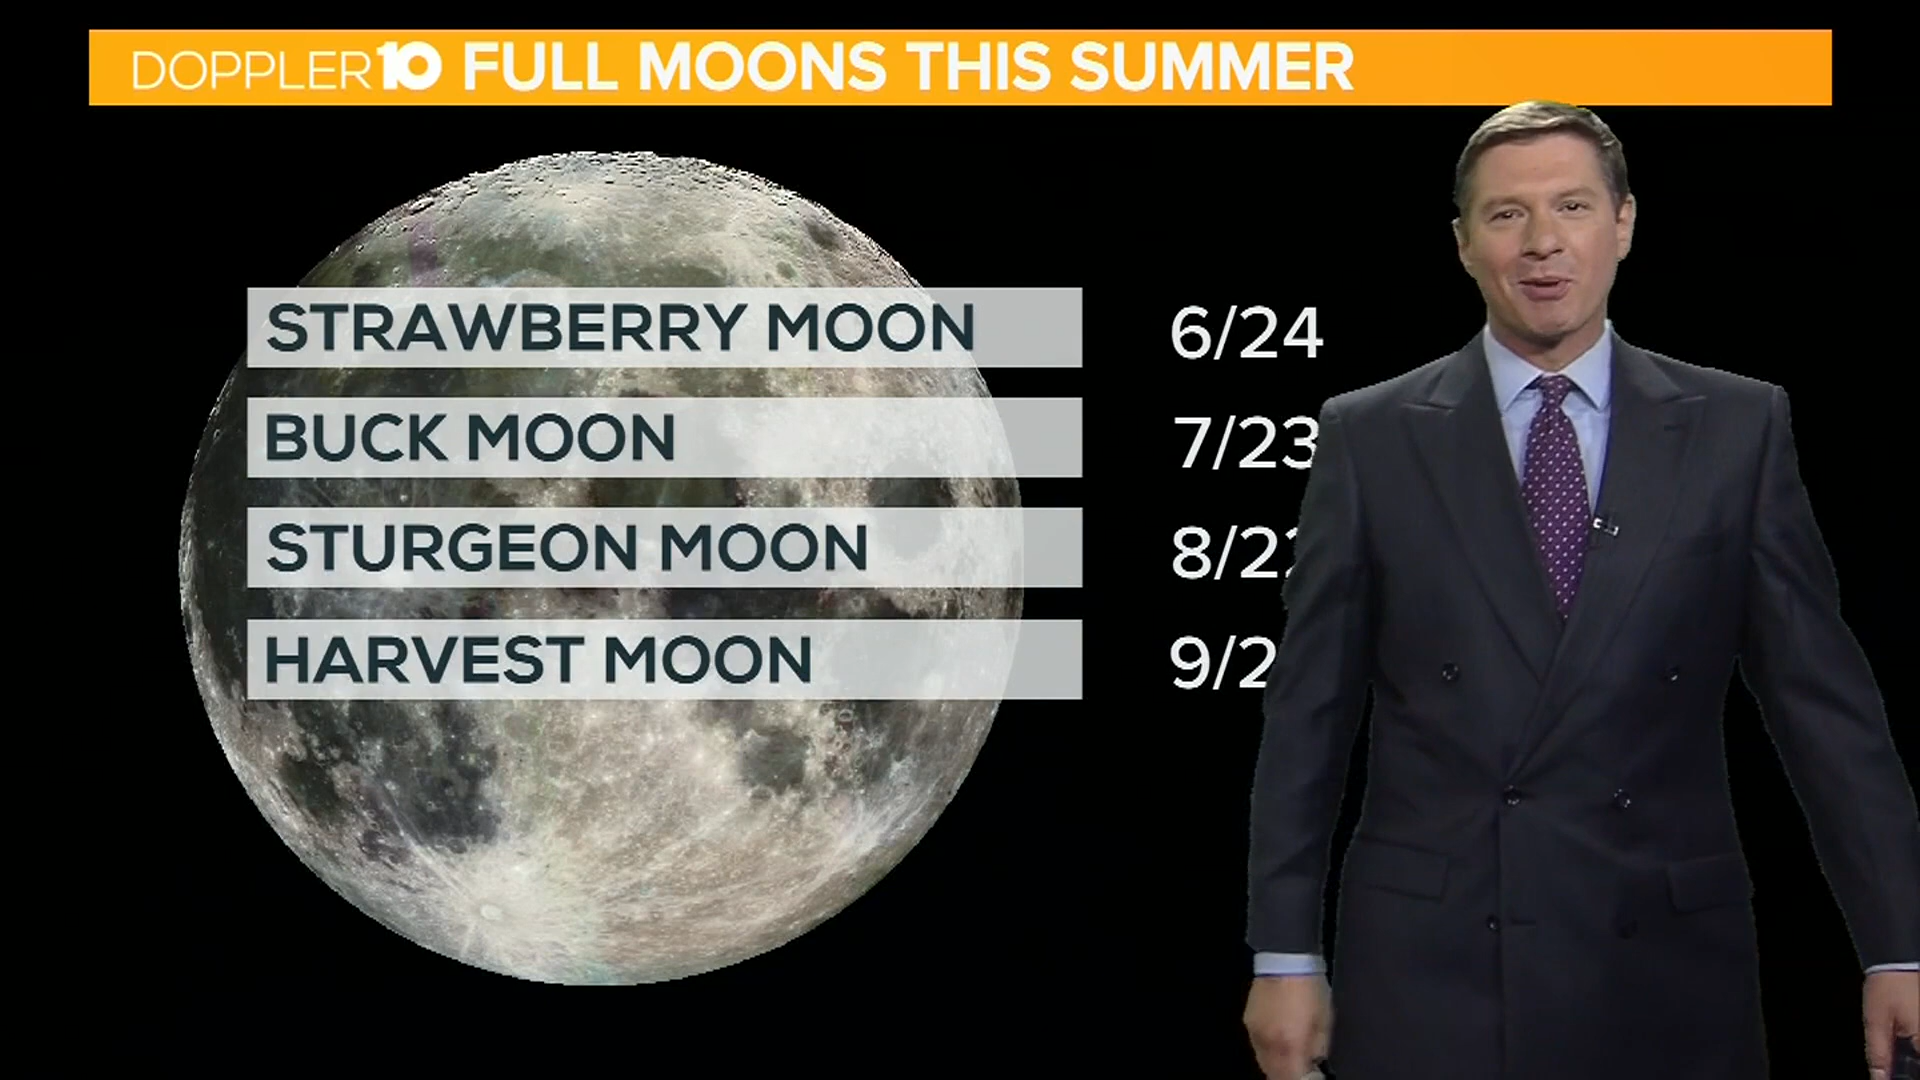 DOPPLER10 FULL MOONS THIS SUMMER
STRAWBERRY MOON 6/24
BUCK MOON 7/23
STURGEON MOON
HARVEST MOON